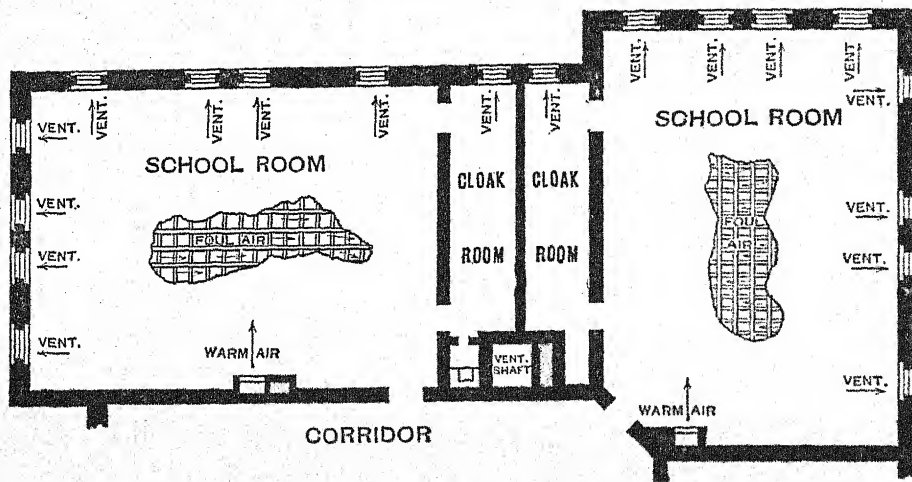 VENT.
VENT.
VENT.
VENT.
VENT.
VENT.
VENT.
VENT.
VENT.
VENT.
VENT.
VENT.
VENT.
VENT.
SCHOOL ROOM
FOUL AIR
WARM AIR
CLOAK
ROOM
CLOAK
ROOM
VENT.
SHAFT
SCHOOL ROOM
FOUL
AIR
VENT.
VENT.
VENT.
VENT.
WARM AIR
CORRIDOR